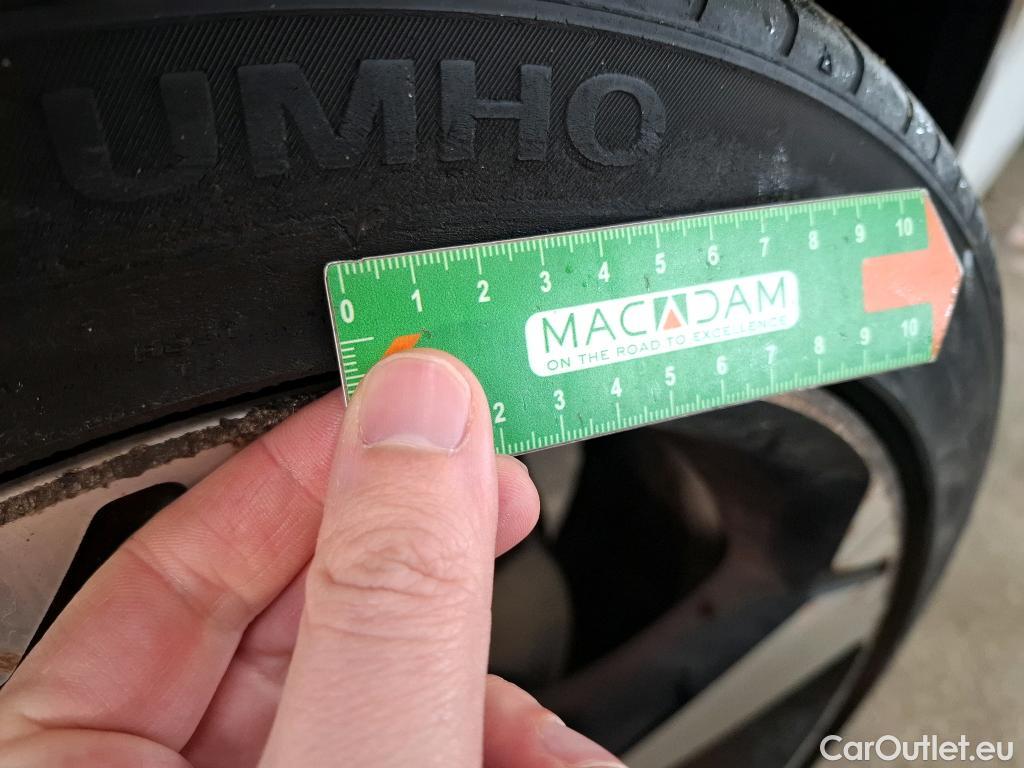 UMHO
0 1 2 3 4 5 6 7 8 9 10
MACADAM
ON THE ROAD TO EXCELLENCE
2 3 4 5 6 7 8 9 10
CarOutlet.eu